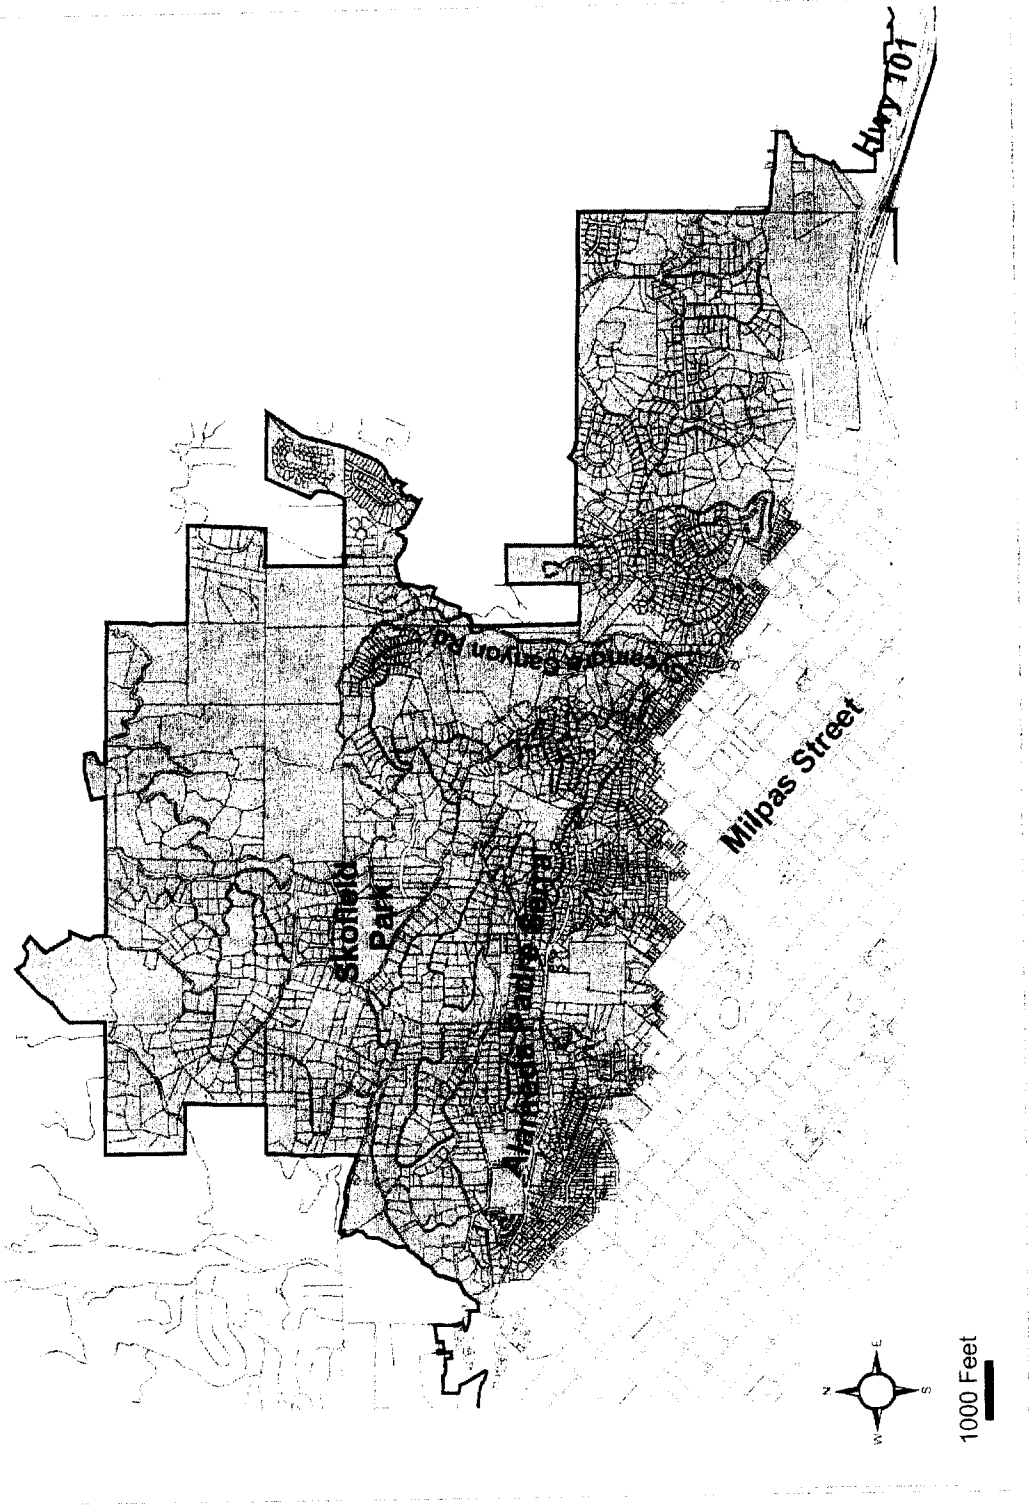 Hwy 101
Sycamore Canyon Rd.
Skofield
Park
Alameda Padre Serra
Milpas Street
N
E
S
W
1000 Feet